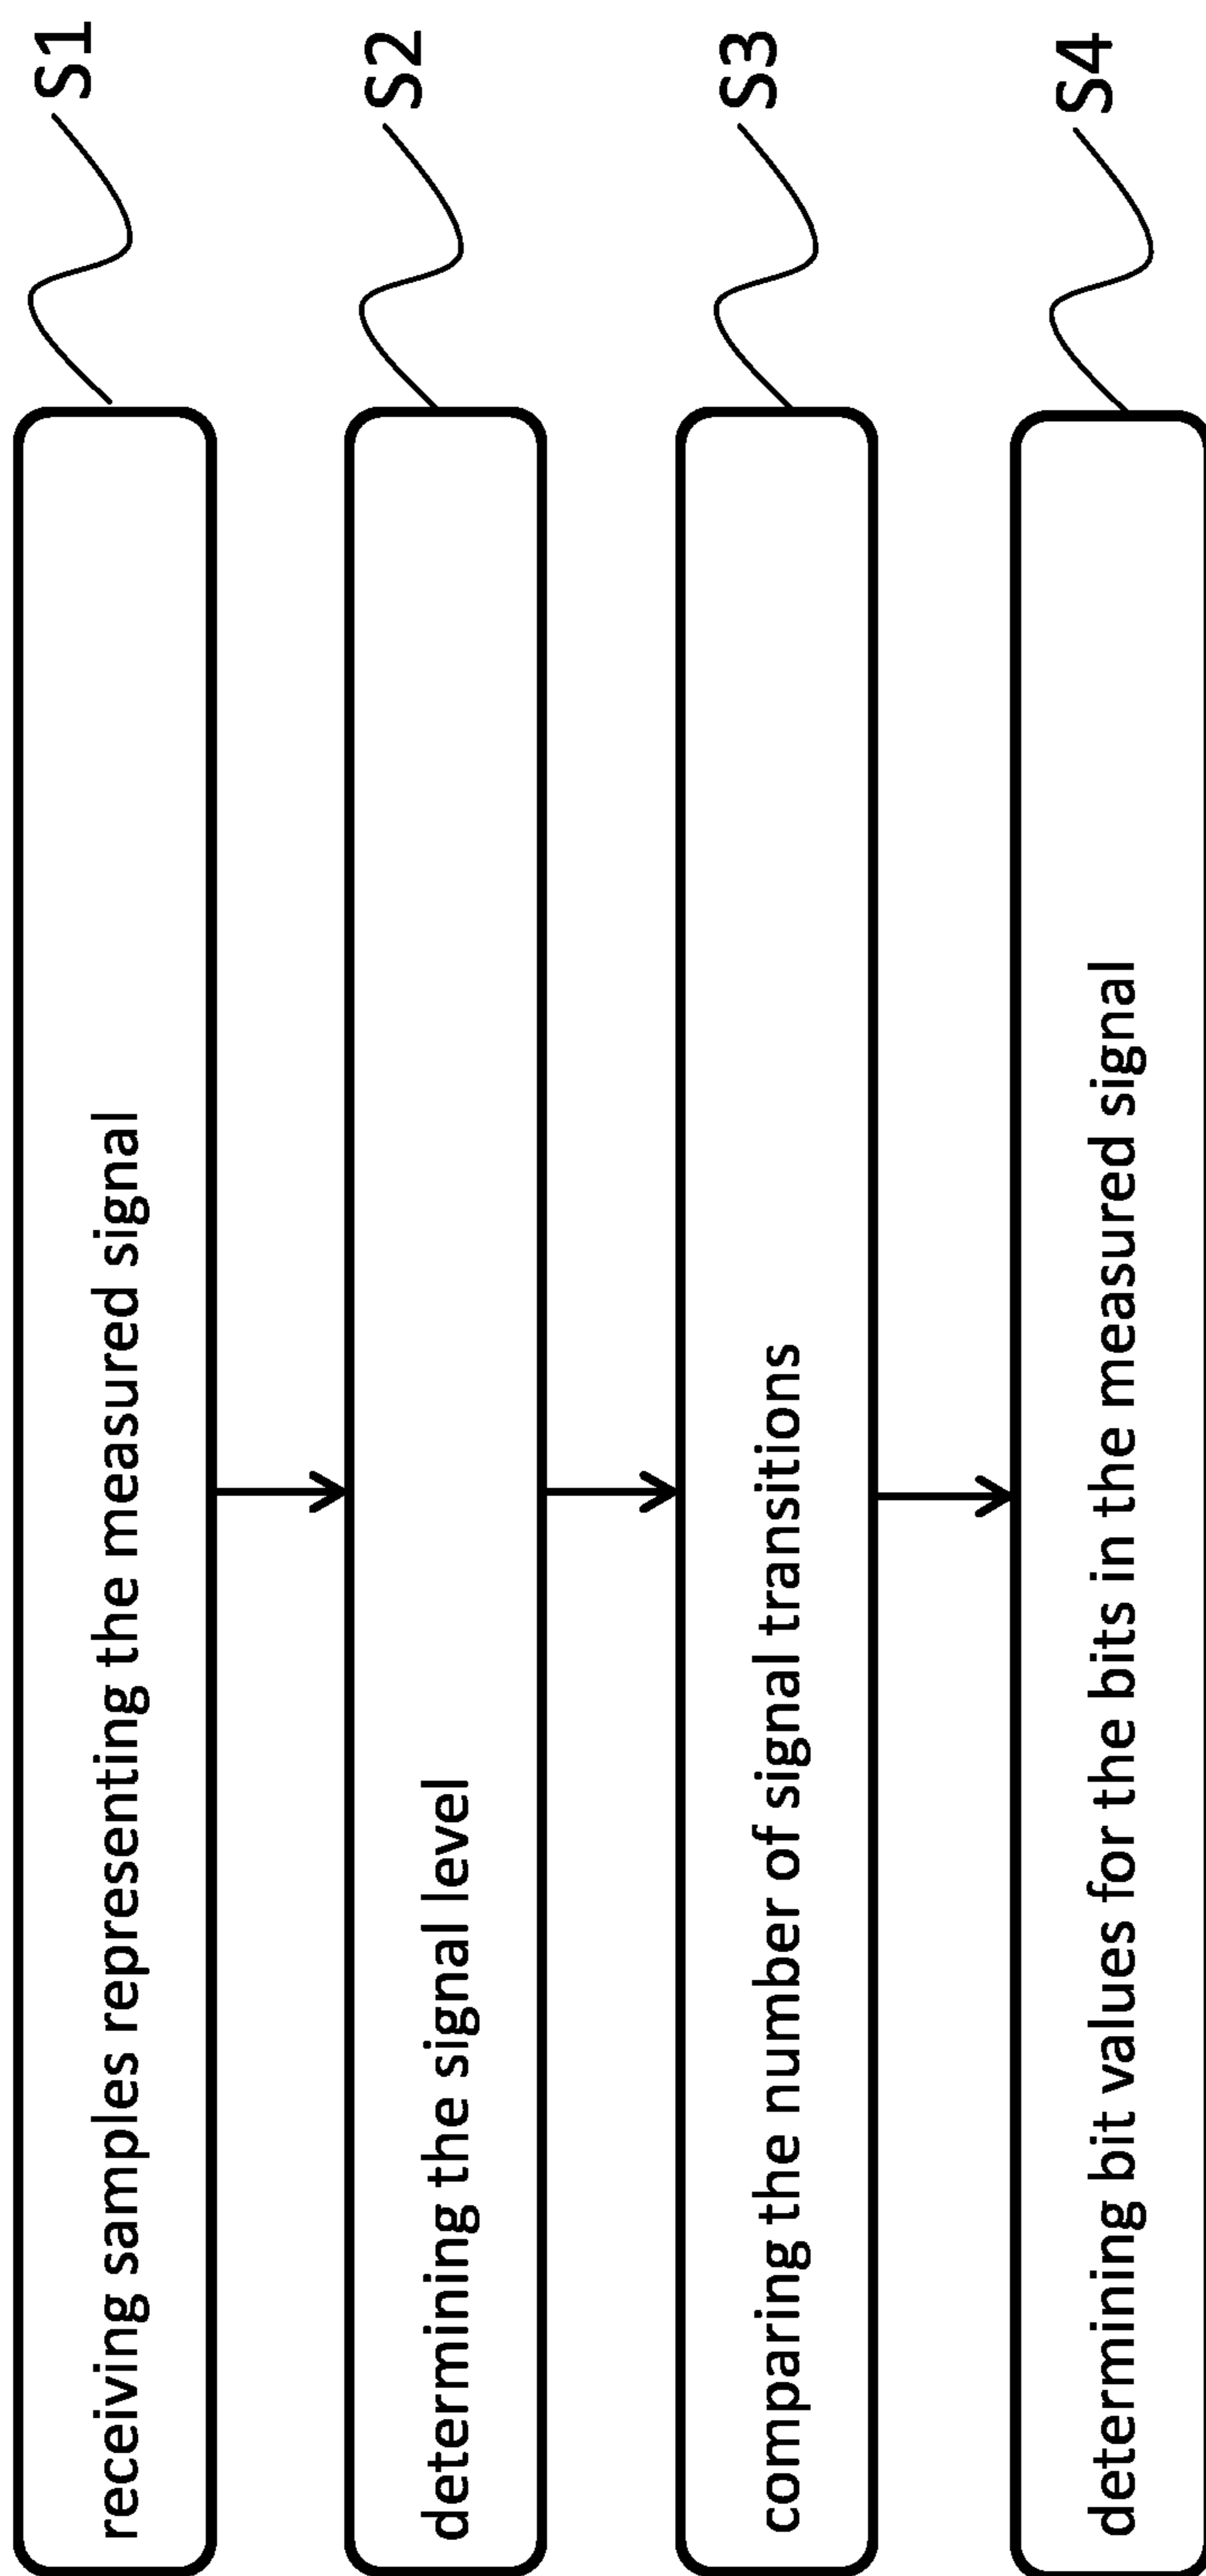 receiving samples representing the measured signal
S1
determining the signal level
S2
comparing the number of signal transitions
S3
determining bit values for the bits in the measured signal
S4